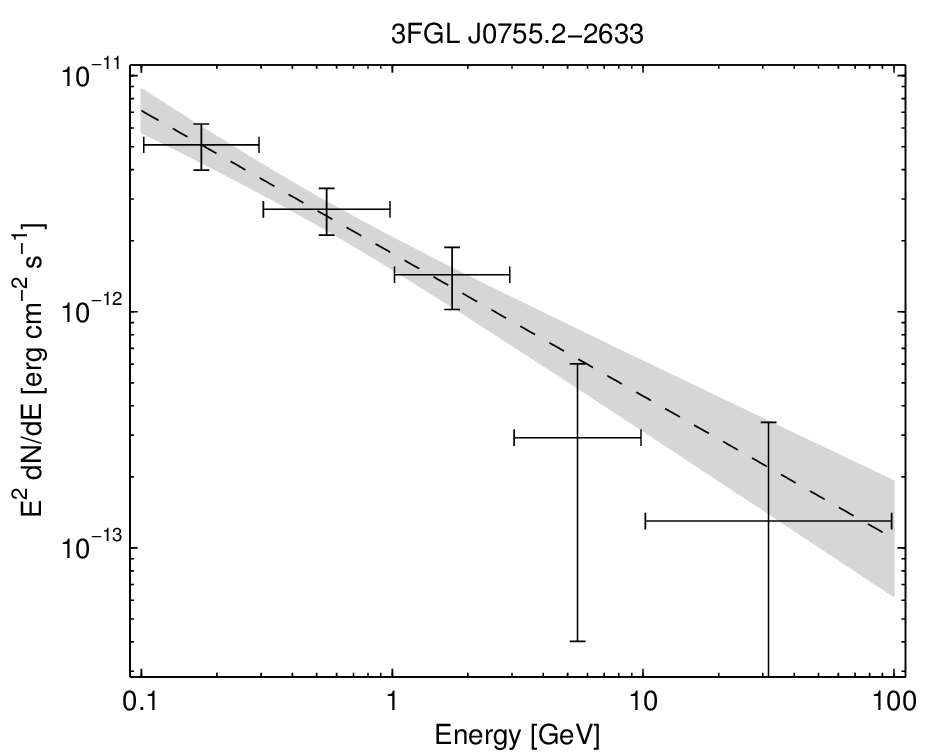 3FGL J0755.2−2633
10⁻¹¹
10⁻¹²
10⁻¹³
E² dN/dE [erg cm⁻² s⁻¹]
0.1 1 10 100
Energy [GeV]